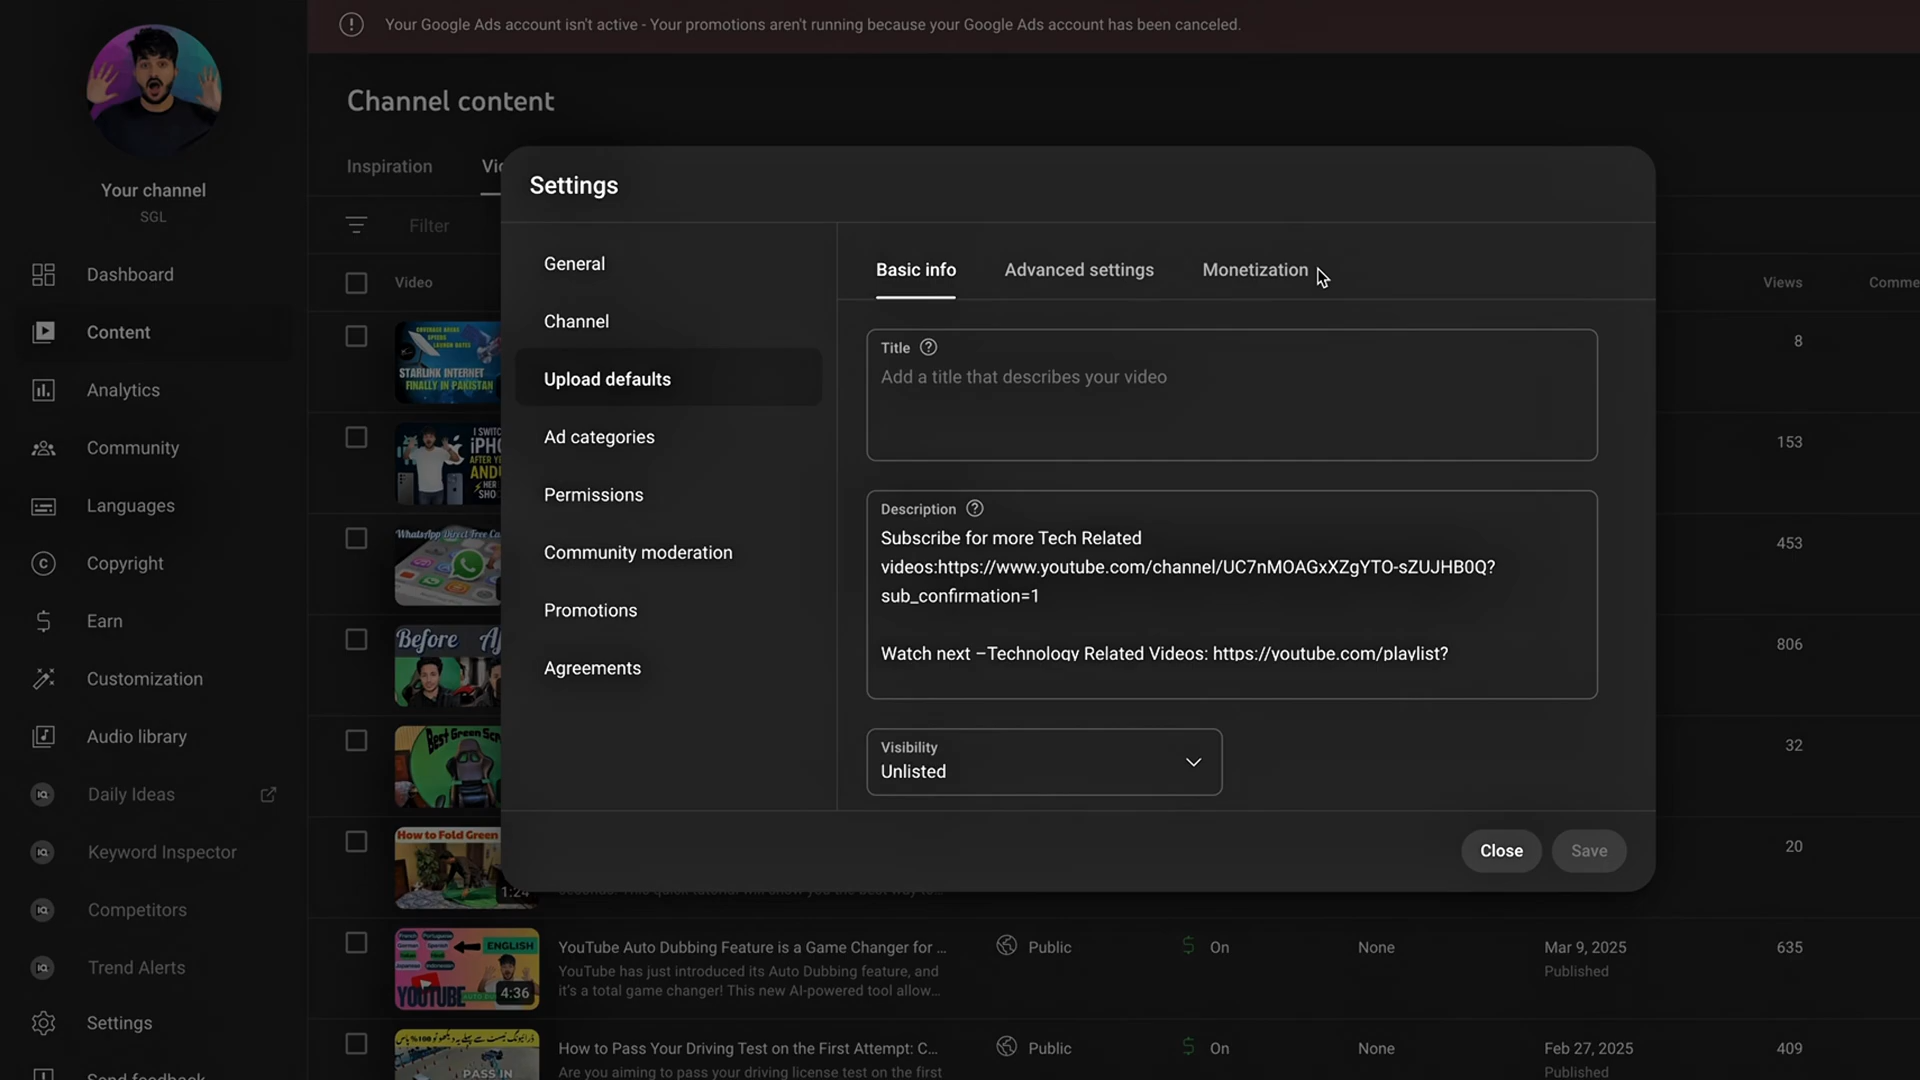 Your Google Ads account isn't active - Your promotions aren't running because your Google Ads account has been canceled.
Channel content
Your channel
SGL
Inspiration
Filter
Dashboard
Content
Analytics
Community
Languages
Copyright
Earn
Customization
Audio library
Daily Ideas
Keyword Inspector
Competitors
Trend Alerts
Settings
Video
Views
Settings
General
Channel
Upload defaults
Ad categories
Permissions
Community moderation
Promotions
Agreements
Basic info
Advanced settings
Monetization
Title
Add a title that describes your video
Description
Subscribe for more Tech Related
videos:https://www.youtube.com/channel/UC7nMOAGxXZgYTO-sZUJHB0Q?
sub_confirmation=1
Watch next –Technology Related Videos: https://youtube.com/playlist?
Visibility
Unlisted
Close
Save
8
153
453
806
32
20
STARLINK INTERNET
FINALLY IN PAKISTAN
Before
How to Fold Green
1:24
ENGLISH
YOUTUBE
4:36
YouTube Auto Dubbing Feature is a Game Changer for ...
YouTube has just introduced its Auto Dubbing feature, and
it's a total game changer! This new AI-powered tool allow...
Public
On
None
Mar 9, 2025
Published
635
PASS IN
How to Pass Your Driving Test on the First Attempt: C...
Are you aiming to pass your driving license test on the first
Public
On
None
Feb 27, 2025
Published
409